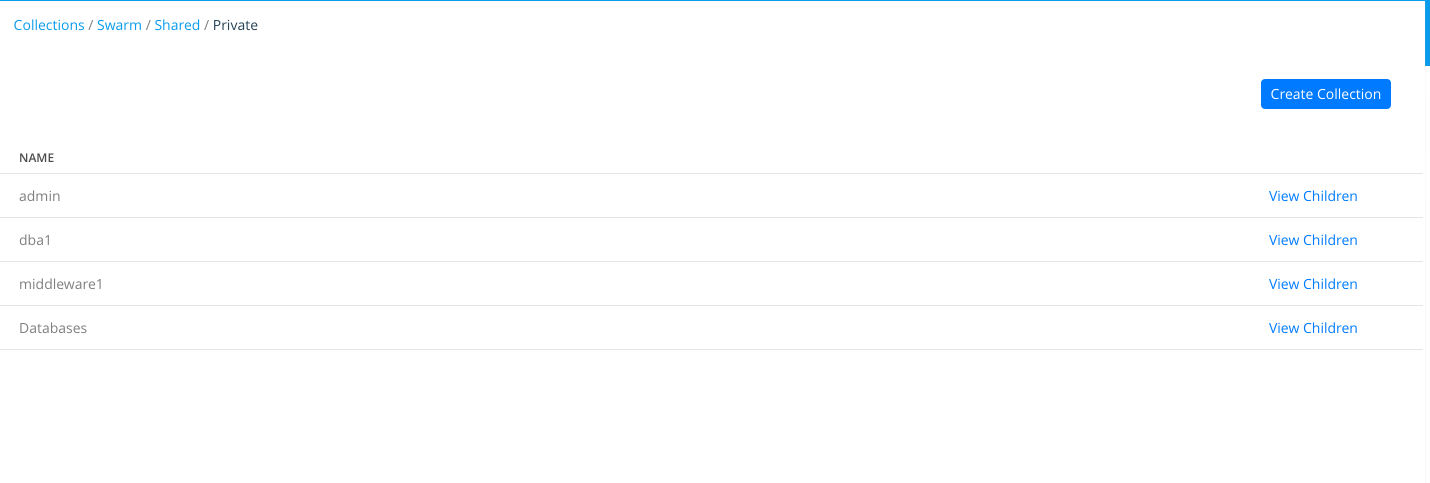 Collections / Swarm / Shared / Private
Create Collection
NAME
admin View Children
dba1 View Children
middleware1 View Children
Databases View Children